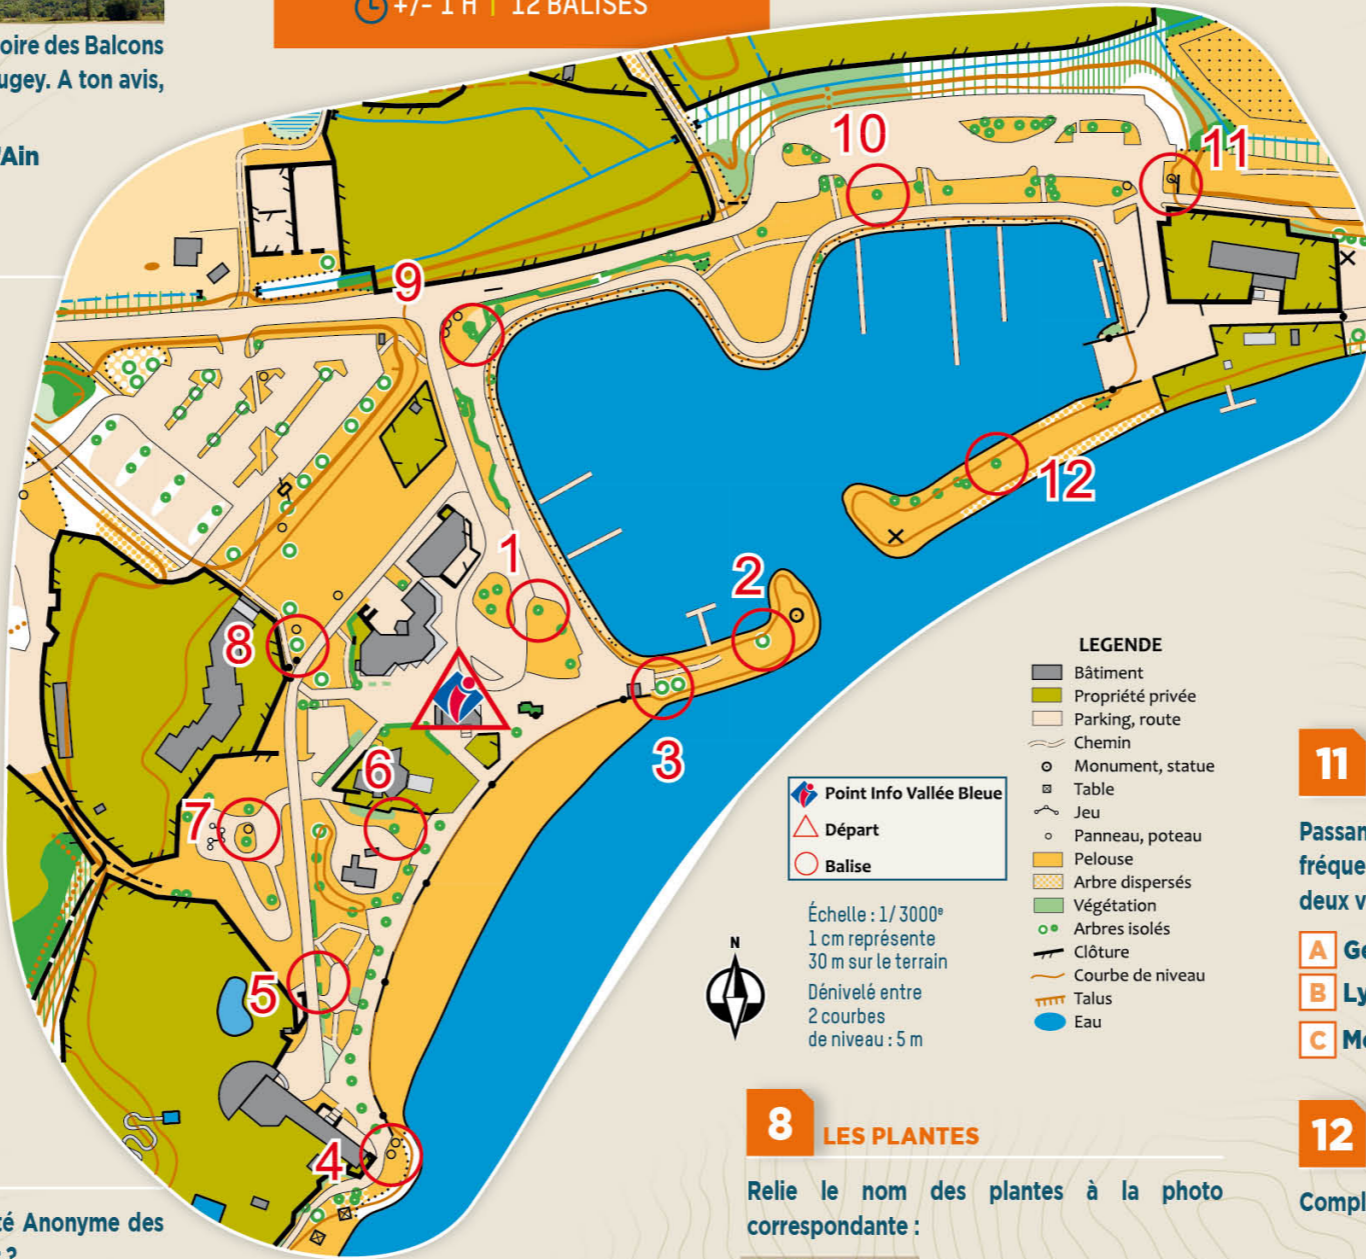 +/- 1 H | 12 BALISES
oire des Balcons
ugey. A ton avis,
'Ain
10
11
9
12
1
2
8
3
6
7
5
4
LEGENDE
Bâtiment
Propriété privée
Parking, route
Chemin
Monument, statue
Table
Jeu
Panneau, poteau
Pelouse
Arbre dispersés
Végétation
Arbres isolés
Clôture
Courbe de niveau
Talus
Eau
Point Info Vallée Bleue
Départ
Balise
Échelle : 1/3000ᵉ
1 cm représente
30 m sur le terrain
Dénivelé entre
2 courbes
de niveau : 5 m
N
11
Passan
fréque
deux v
A Ge
B Ly
C Mo
8 LES PLANTES
Relie le nom des plantes à la photo
correspondante :
12
Compl
té Anonyme des
?